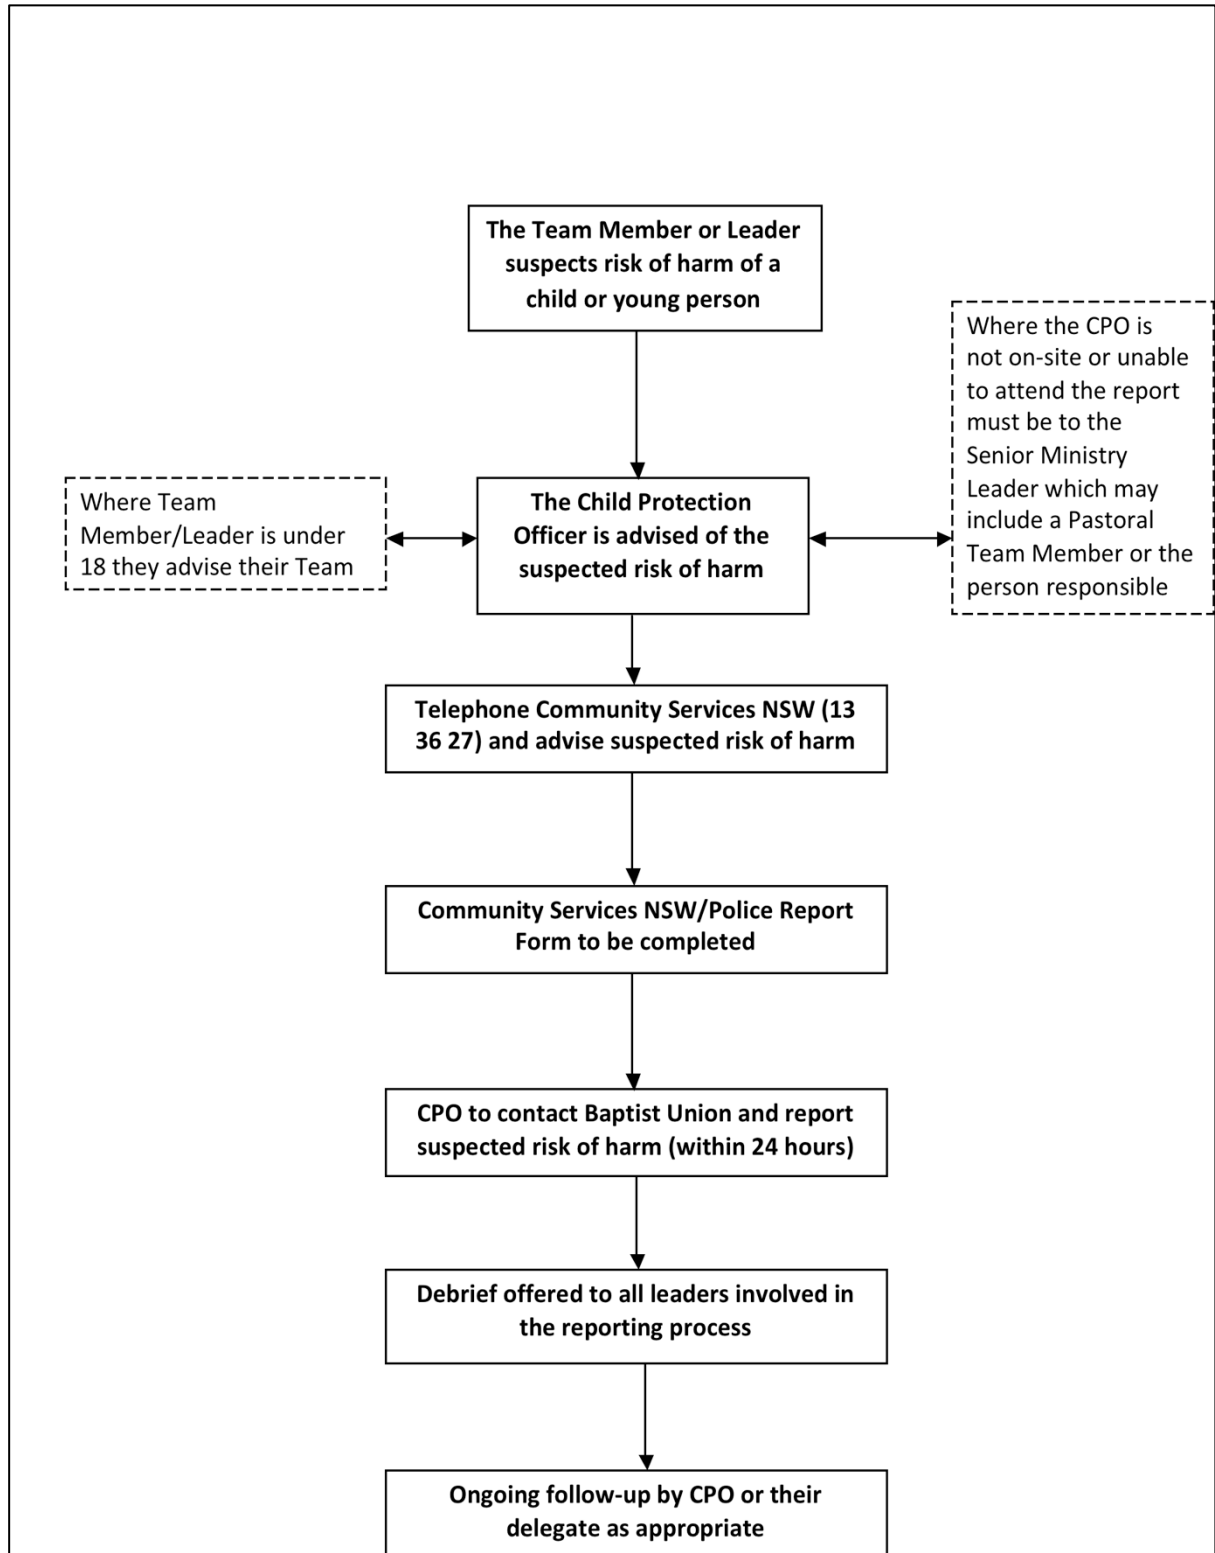 The Team Member or Leader
suspects risk of harm of a
child or young person
Where the CPO is
not on-site or unable
to attend the report
must be to the
Senior Ministry
Leader which may
include a Pastoral
Team Member or the
person responsible
Where Team
Member/Leader is under
18 they advise their Team
The Child Protection
Officer is advised of the
suspected risk of harm
Telephone Community Services NSW (13
36 27) and advise suspected risk of harm
Community Services NSW/Police Report
Form to be completed
CPO to contact Baptist Union and report
suspected risk of harm (within 24 hours)
Debrief offered to all leaders involved in
the reporting process
Ongoing follow-up by CPO or their
delegate as appropriate